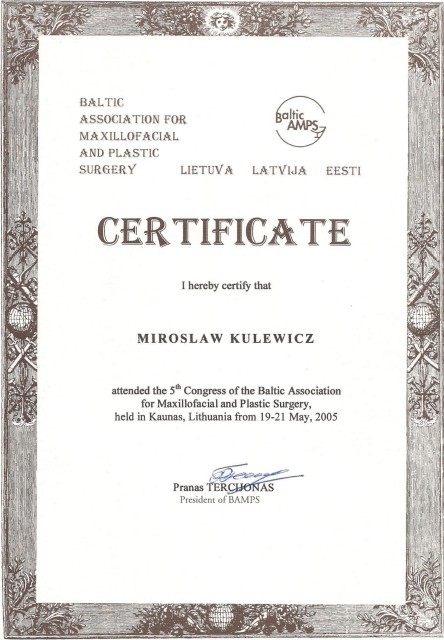 BALTIC
ASSOCIATION FOR
MAXILLOFACIAL
AND PLASTIC
SURGERY LIETUVA LATVIJA EESTI
Baltic
AMPS
CERTIFICATE
I hereby certify that
MIROSLAW KULEWICZ
attended the 5th Congress of the Baltic Association
for Maxillofacial and Plastic Surgery,
held in Kaunas, Lithuania from 19-21 May, 2005
Pranas TERCIJONAS
President of BAMPS